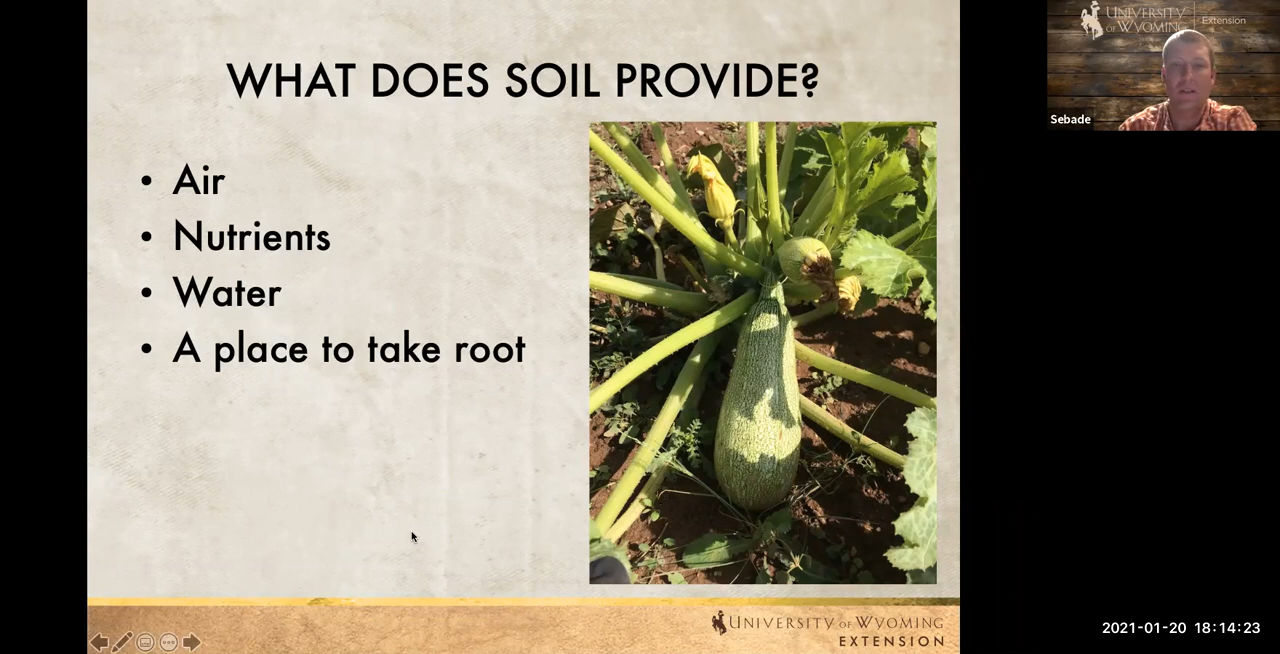 WHAT DOES SOIL PROVIDE?
• Air
• Nutrients
• Water
• A place to take root
UNIVERSITY OF WYOMING
EXTENSION
UNIVERSITY
OF WYOMING
Extension
Sebade
2021-01-20 18:14:23